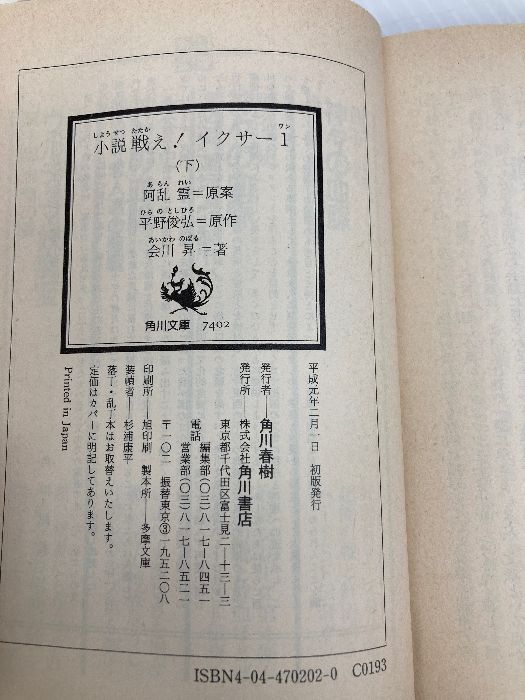 しょうせつ たたか ワン
小説 戦え！ イクサー1
（下）
あ らん れい
阿乱 霊＝原案
ひら の としひろ
平野俊弘＝原作
あいかわ のぼる
会川 昇＝著
角川文庫 7402
平成元年二月一日 初版発行
発行者――角川春樹
発行所――株式会社角川書店
東京都千代田区富士見二―十三―三
電話 編集部（〇三）八一七―八四五一
営業部（〇三）八一七―八五二一
〒一〇二 振替東京③一九五二〇八
印刷所――旭印刷 製本所――多摩文庫
装幀者――杉浦康平
落丁・乱丁本はお取替えいたします。
定価はカバーに明記してあります。
Printed in Japan
ISBN4-04-470202-0 C0193